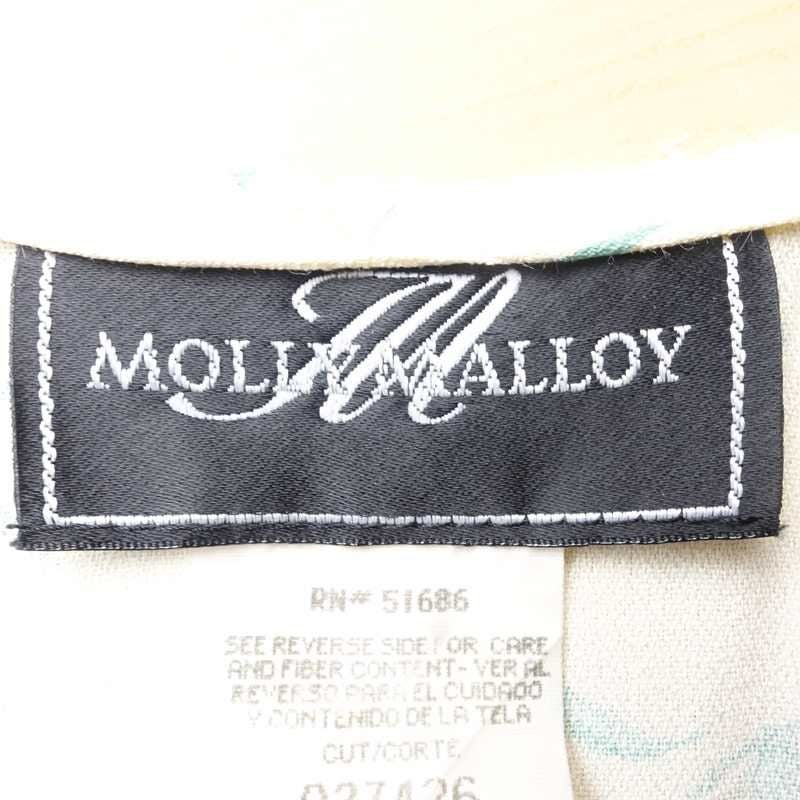 MOLLY MALLOY
RN# 51686
SEE REVERSE SIDE FOR CARE
AND FIBER CONTENT- VER AL
REVERSO PARA EL CUIDADO
Y CONTENIDO DE LA TELA
CUT/CORTE
027426